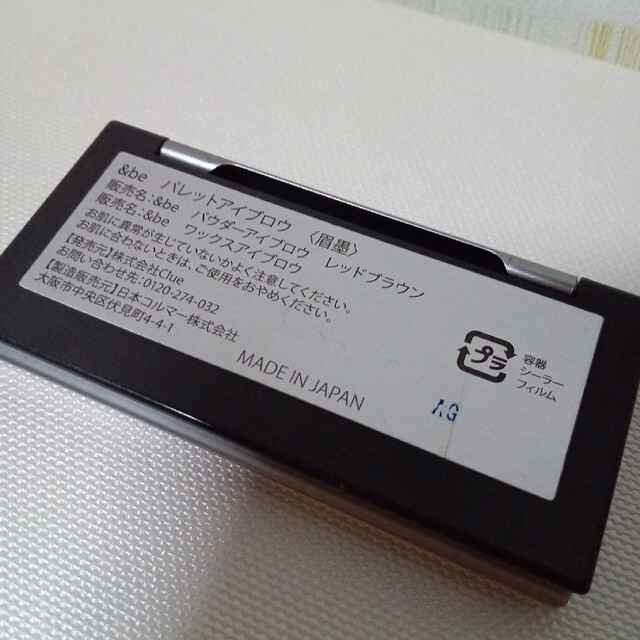 &be　パレットアイブロウ　〈眉墨〉
販売名:&be　パウダーアイブロウ　レッドブラウン
販売名:&be　ワックスアイブロウ
お肌に異常が生じていないかよく注意してください。
お肌に合わないときは、ご使用をおやめください。
【発売元】株式会社Clue
お問い合わせ先:0120-274-032
【製造販売元】日本コルマー株式会社
大阪市中央区伏見町4-4-1
MADE IN JAPAN
プラ
容器
シーラー
フィルム
AG